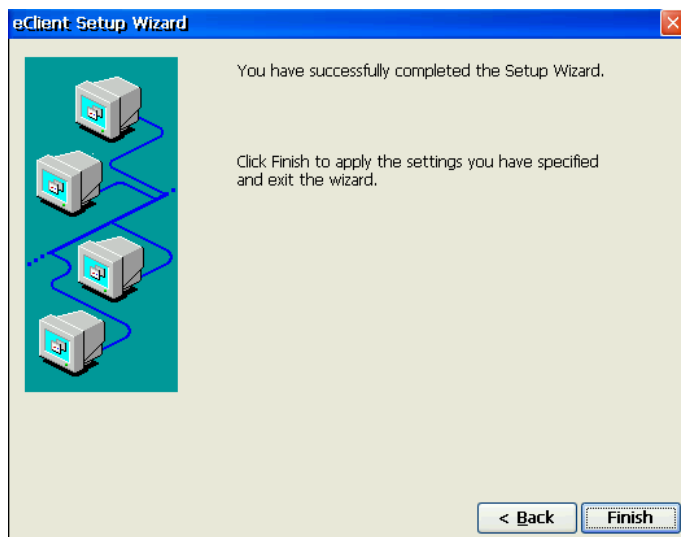 eClient Setup Wizard
You have successfully completed the Setup Wizard.
Click Finish to apply the settings you have specified
and exit the wizard.
< Back
Finish